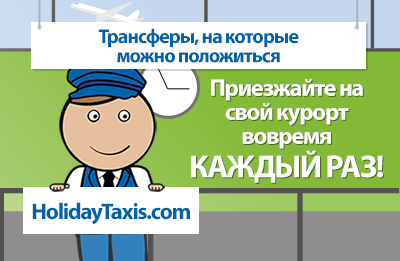 Трансферы, на которые
можно положиться
Приезжайте на
свой курорт
вовремя
КАЖДЫЙ РАЗ!
HolidayTaxis.com